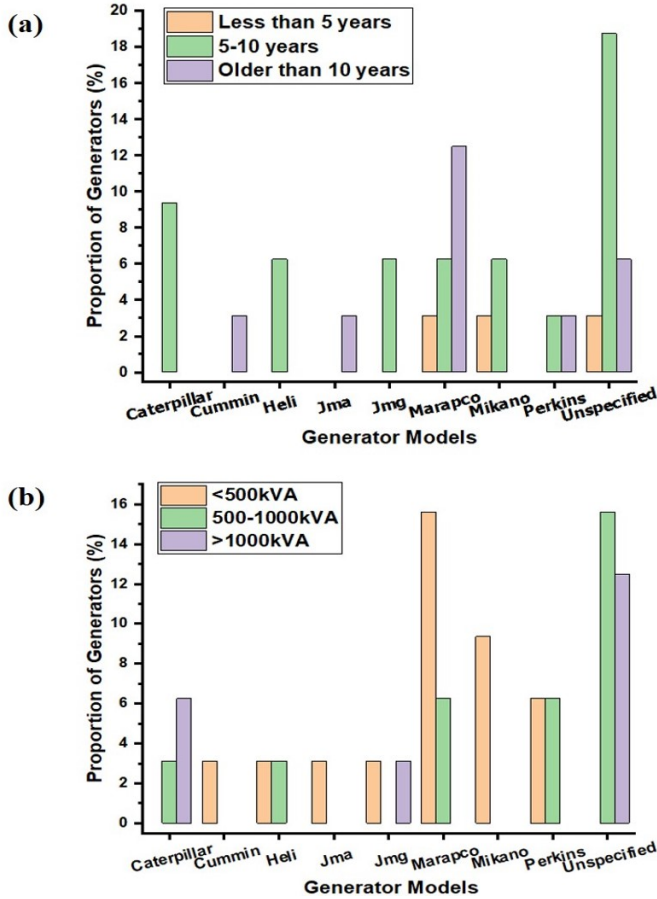 (a)
Less than 5 years
5-10 years
Older than 10 years
Proportion of Generators (%)
20
18
16
14
12
10
8
6
4
2
0
Caterpillar Cummin Heli Jma Jmg Marapco Mikano Perkins Unspecified
Generator Models
(b)
<500kVA
500-1000kVA
>1000kVA
Proportion of Generators (%)
16
14
12
10
8
6
4
2
0
Caterpillar Cummin Heli Jma Jmg Marapco Mikano Perkins Unspecified
Generator Models